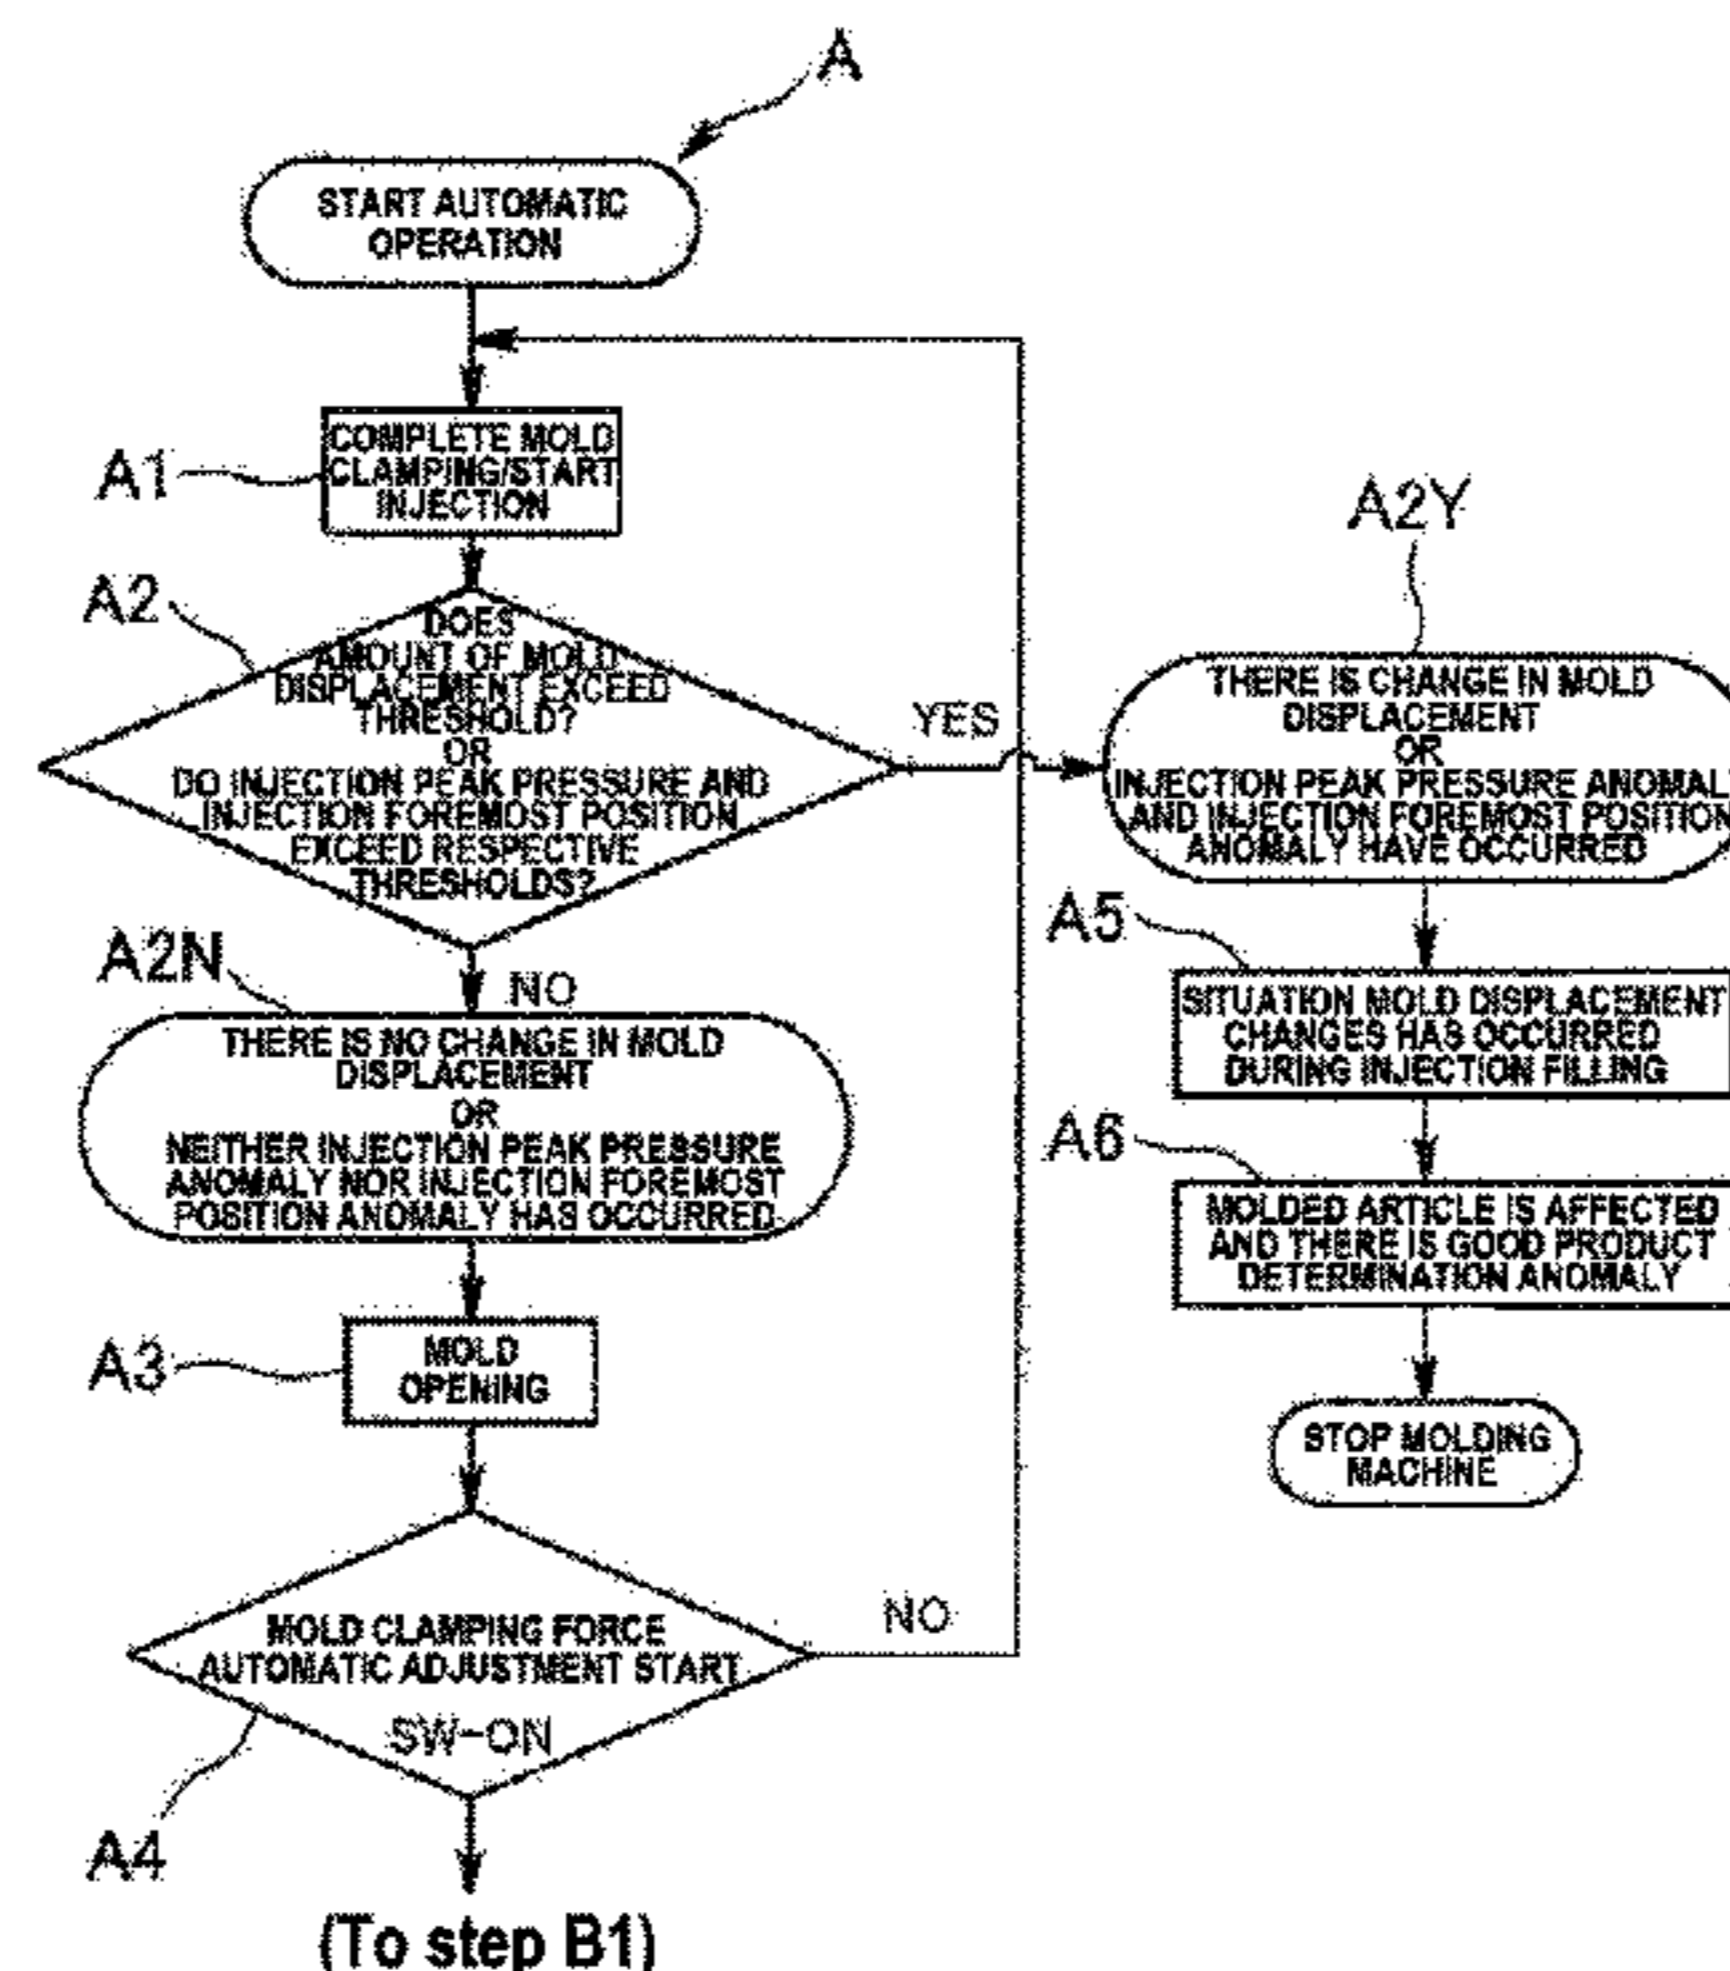 A
START AUTOMATIC
OPERATION
A1
COMPLETE MOLD
CLAMPING/START
INJECTION
A2
DOES
AMOUNT OF MOLD
DISPLACEMENT EXCEED
THRESHOLD?
OR
DO INJECTION PEAK PRESSURE AND
INJECTION FOREMOST POSITION
EXCEED RESPECTIVE
THRESHOLDS?
YES
A2N
NO
THERE IS NO CHANGE IN MOLD
DISPLACEMENT
OR
NEITHER INJECTION PEAK PRESSURE
ANOMALY NOR INJECTION FOREMOST
POSITION ANOMALY HAS OCCURRED
A3
MOLD
OPENING
MOLD CLAMPING FORCE
AUTOMATIC ADJUSTMENT START
SW-ON
NO
A4
(To step B1)
A2Y
THERE IS CHANGE IN MOLD
DISPLACEMENT
OR
INJECTION PEAK PRESSURE ANOMAL
AND INJECTION FOREMOST POSITION
ANOMALY HAVE OCCURRED
A5
SITUATION MOLD DISPLACEMENT
CHANGES HAS OCCURRED
DURING INJECTION FILLING
A6
MOLDED ARTICLE IS AFFECTED
AND THERE IS GOOD PRODUCT
DETERMINATION ANOMALY
STOP MOLDING
MACHINE